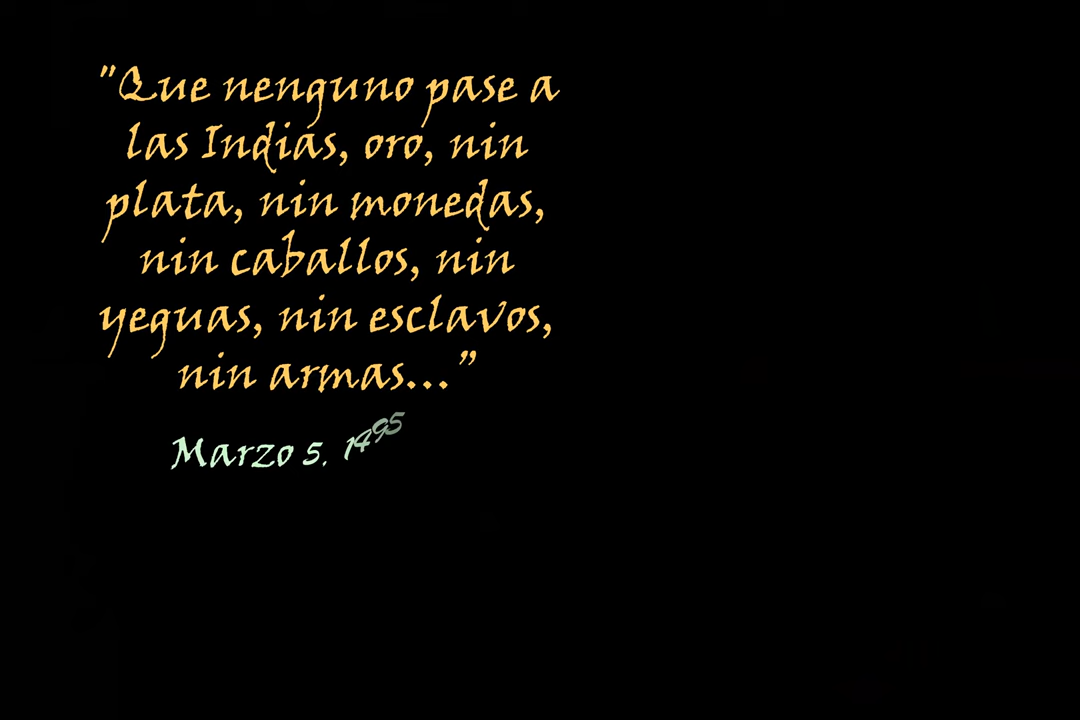 "Que nenguno pase a
las Indias, oro, nin
plata, nin monedas,
nin caballos, nin
yeguas, nin esclavos,
nin armas..."
Marzo 5. 1495